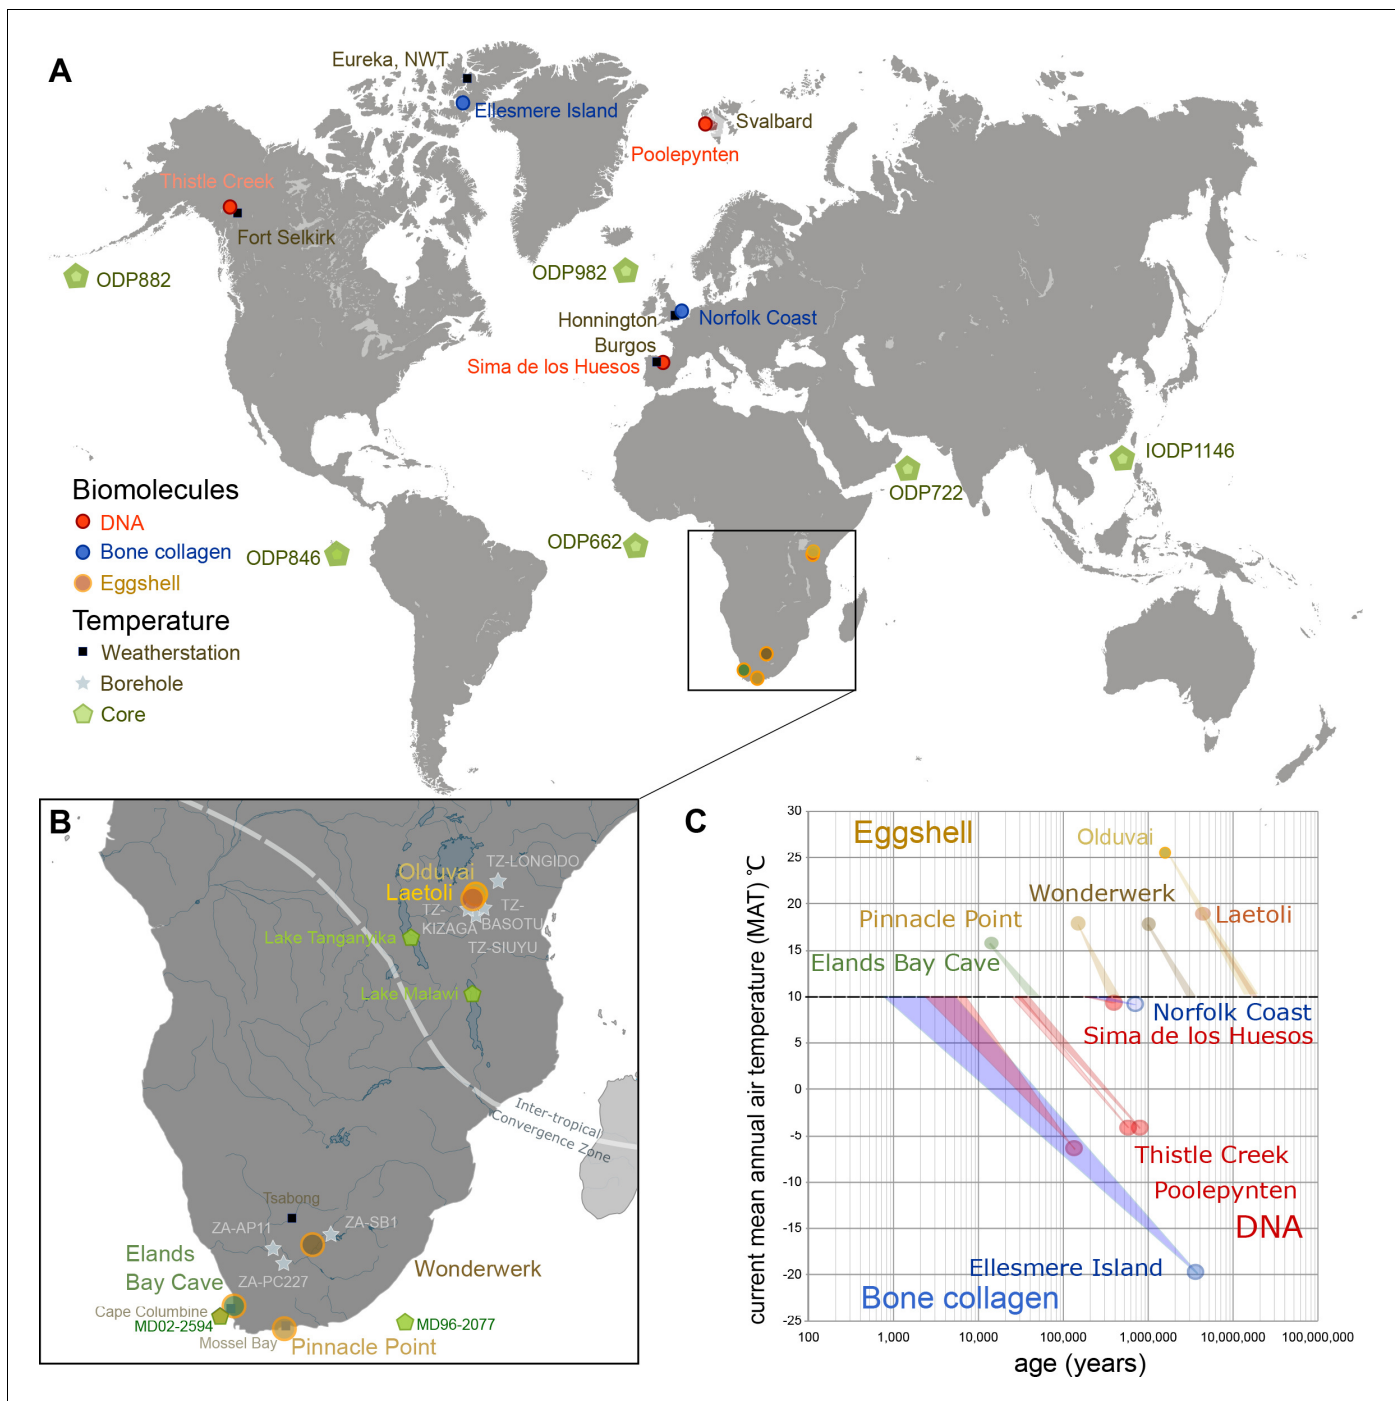 A
Eureka, NWT
Ellesmere Island
Svalbard
Poolepynten
Thistle Creek
Fort Selkirk
ODP882
ODP982
Honnington
Norfolk Coast
Burgos
Sima de los Huesos
IODP1146
ODP722
ODP662
ODP846
Biomolecules
DNA
Bone collagen
Eggshell
Temperature
Weatherstation
Borehole
Core
B
TZ-LONGIDO
Olduvai
Laetoli
TZ-
KIZAGA
TZ-
BASOTU
TZ-SIUYU
Lake Tanganyika
Lake Malawi
Inter-tropical
Convergence Zone
Tsabong
ZA-AP11
ZA-SB1
ZA-PC227
Elands
Bay Cave
Wonderwerk
Cape Columbine
MD02-2594
MD96-2077
Mossel Bay
Pinnacle Point
C
current mean annual air temperature (MAT) °C
30
25
20
15
10
5
0
-5
-10
-15
-20
-25
Eggshell
Olduvai
Wonderwerk
Pinnacle Point
Laetoli
Elands Bay Cave
Norfolk Coast
Sima de los Huesos
Thistle Creek
Poolepynten
DNA
Ellesmere Island
Bone collagen
100
1,000
10,000
100,000
1,000,000
10,000,000
100,000,000
age (years)